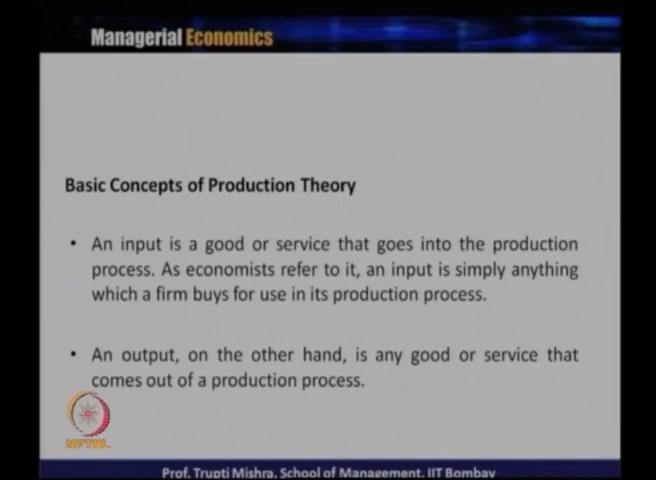 Managerial Economics
Basic Concepts of Production Theory
• An input is a good or service that goes into the production
process. As economists refer to it, an input is simply anything
which a firm buys for use in its production process.
• An output, on the other hand, is any good or service that
comes out of a production process.
NPTEL
Prof. Trupti Mishra, School of Management, IIT Bombay